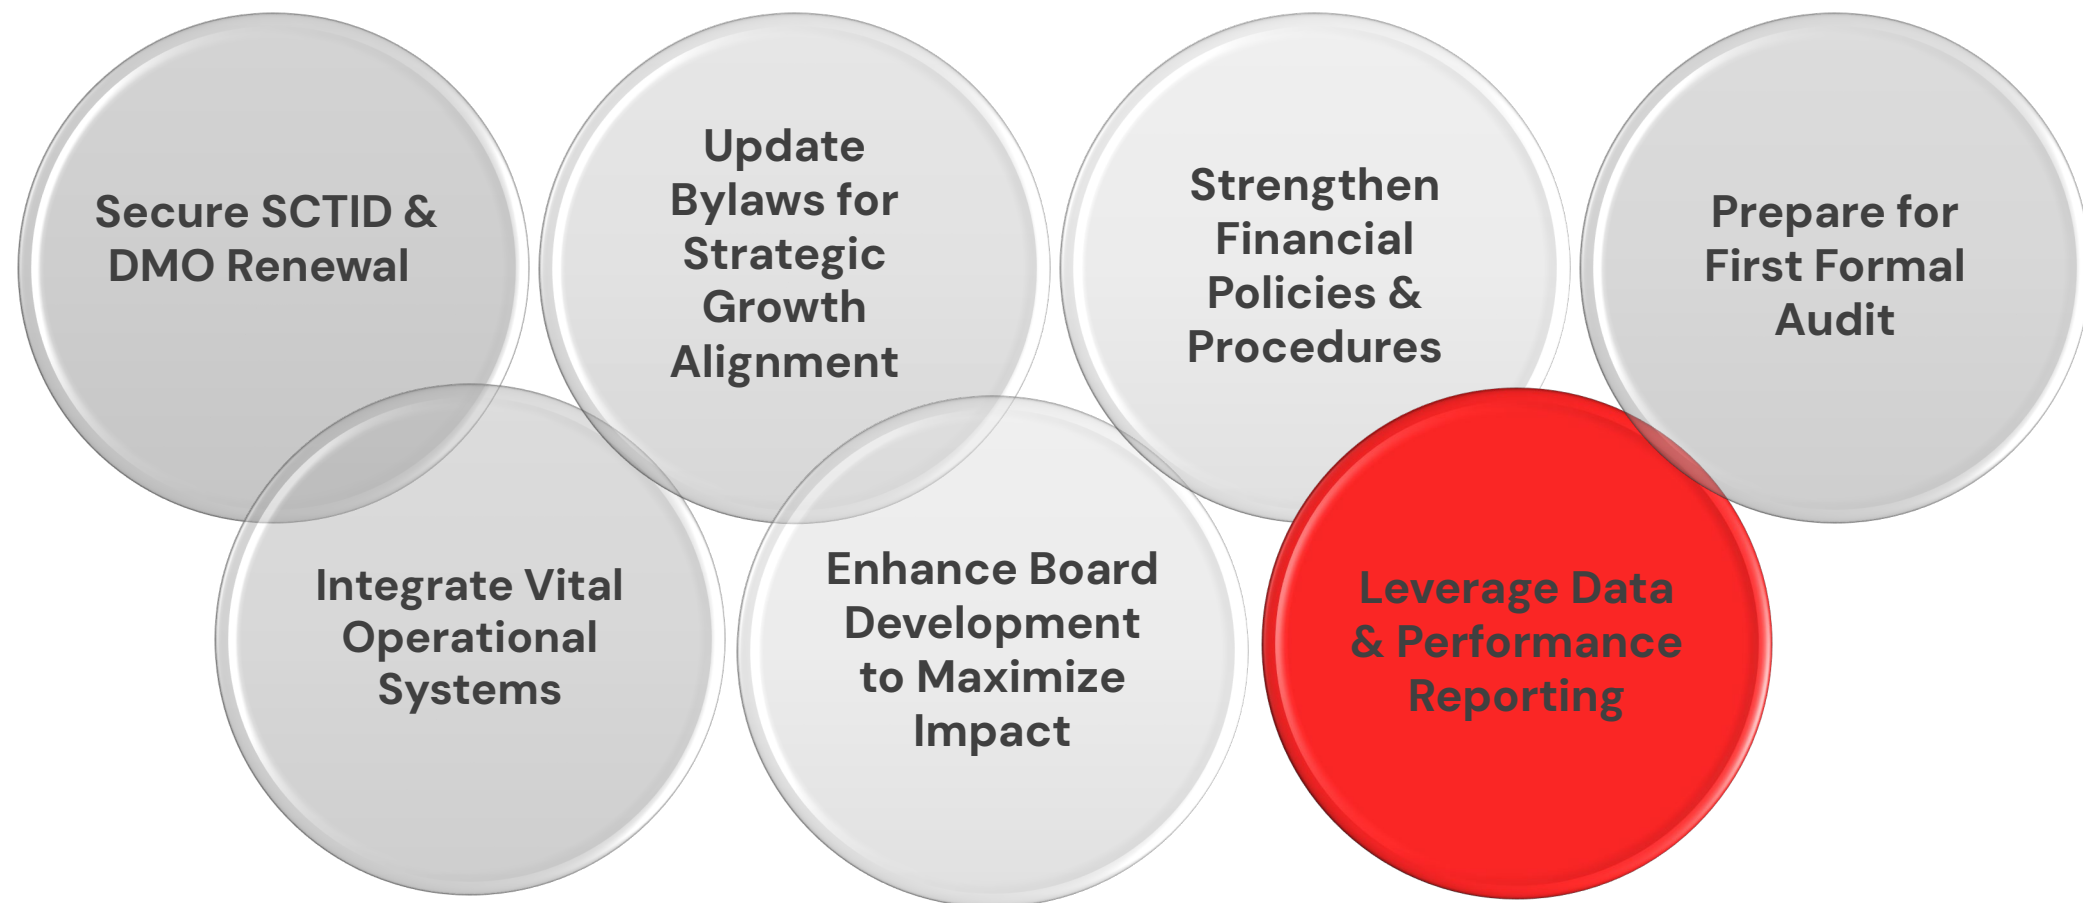 Secure SCTID &
DMO Renewal
Update
Bylaws for
Strategic
Growth
Alignment
Strengthen
Financial
Policies &
Procedures
Prepare for
First Formal
Audit
Integrate Vital
Operational
Systems
Enhance Board
Development
to Maximize
Impact
Leverage Data
& Performance
Reporting